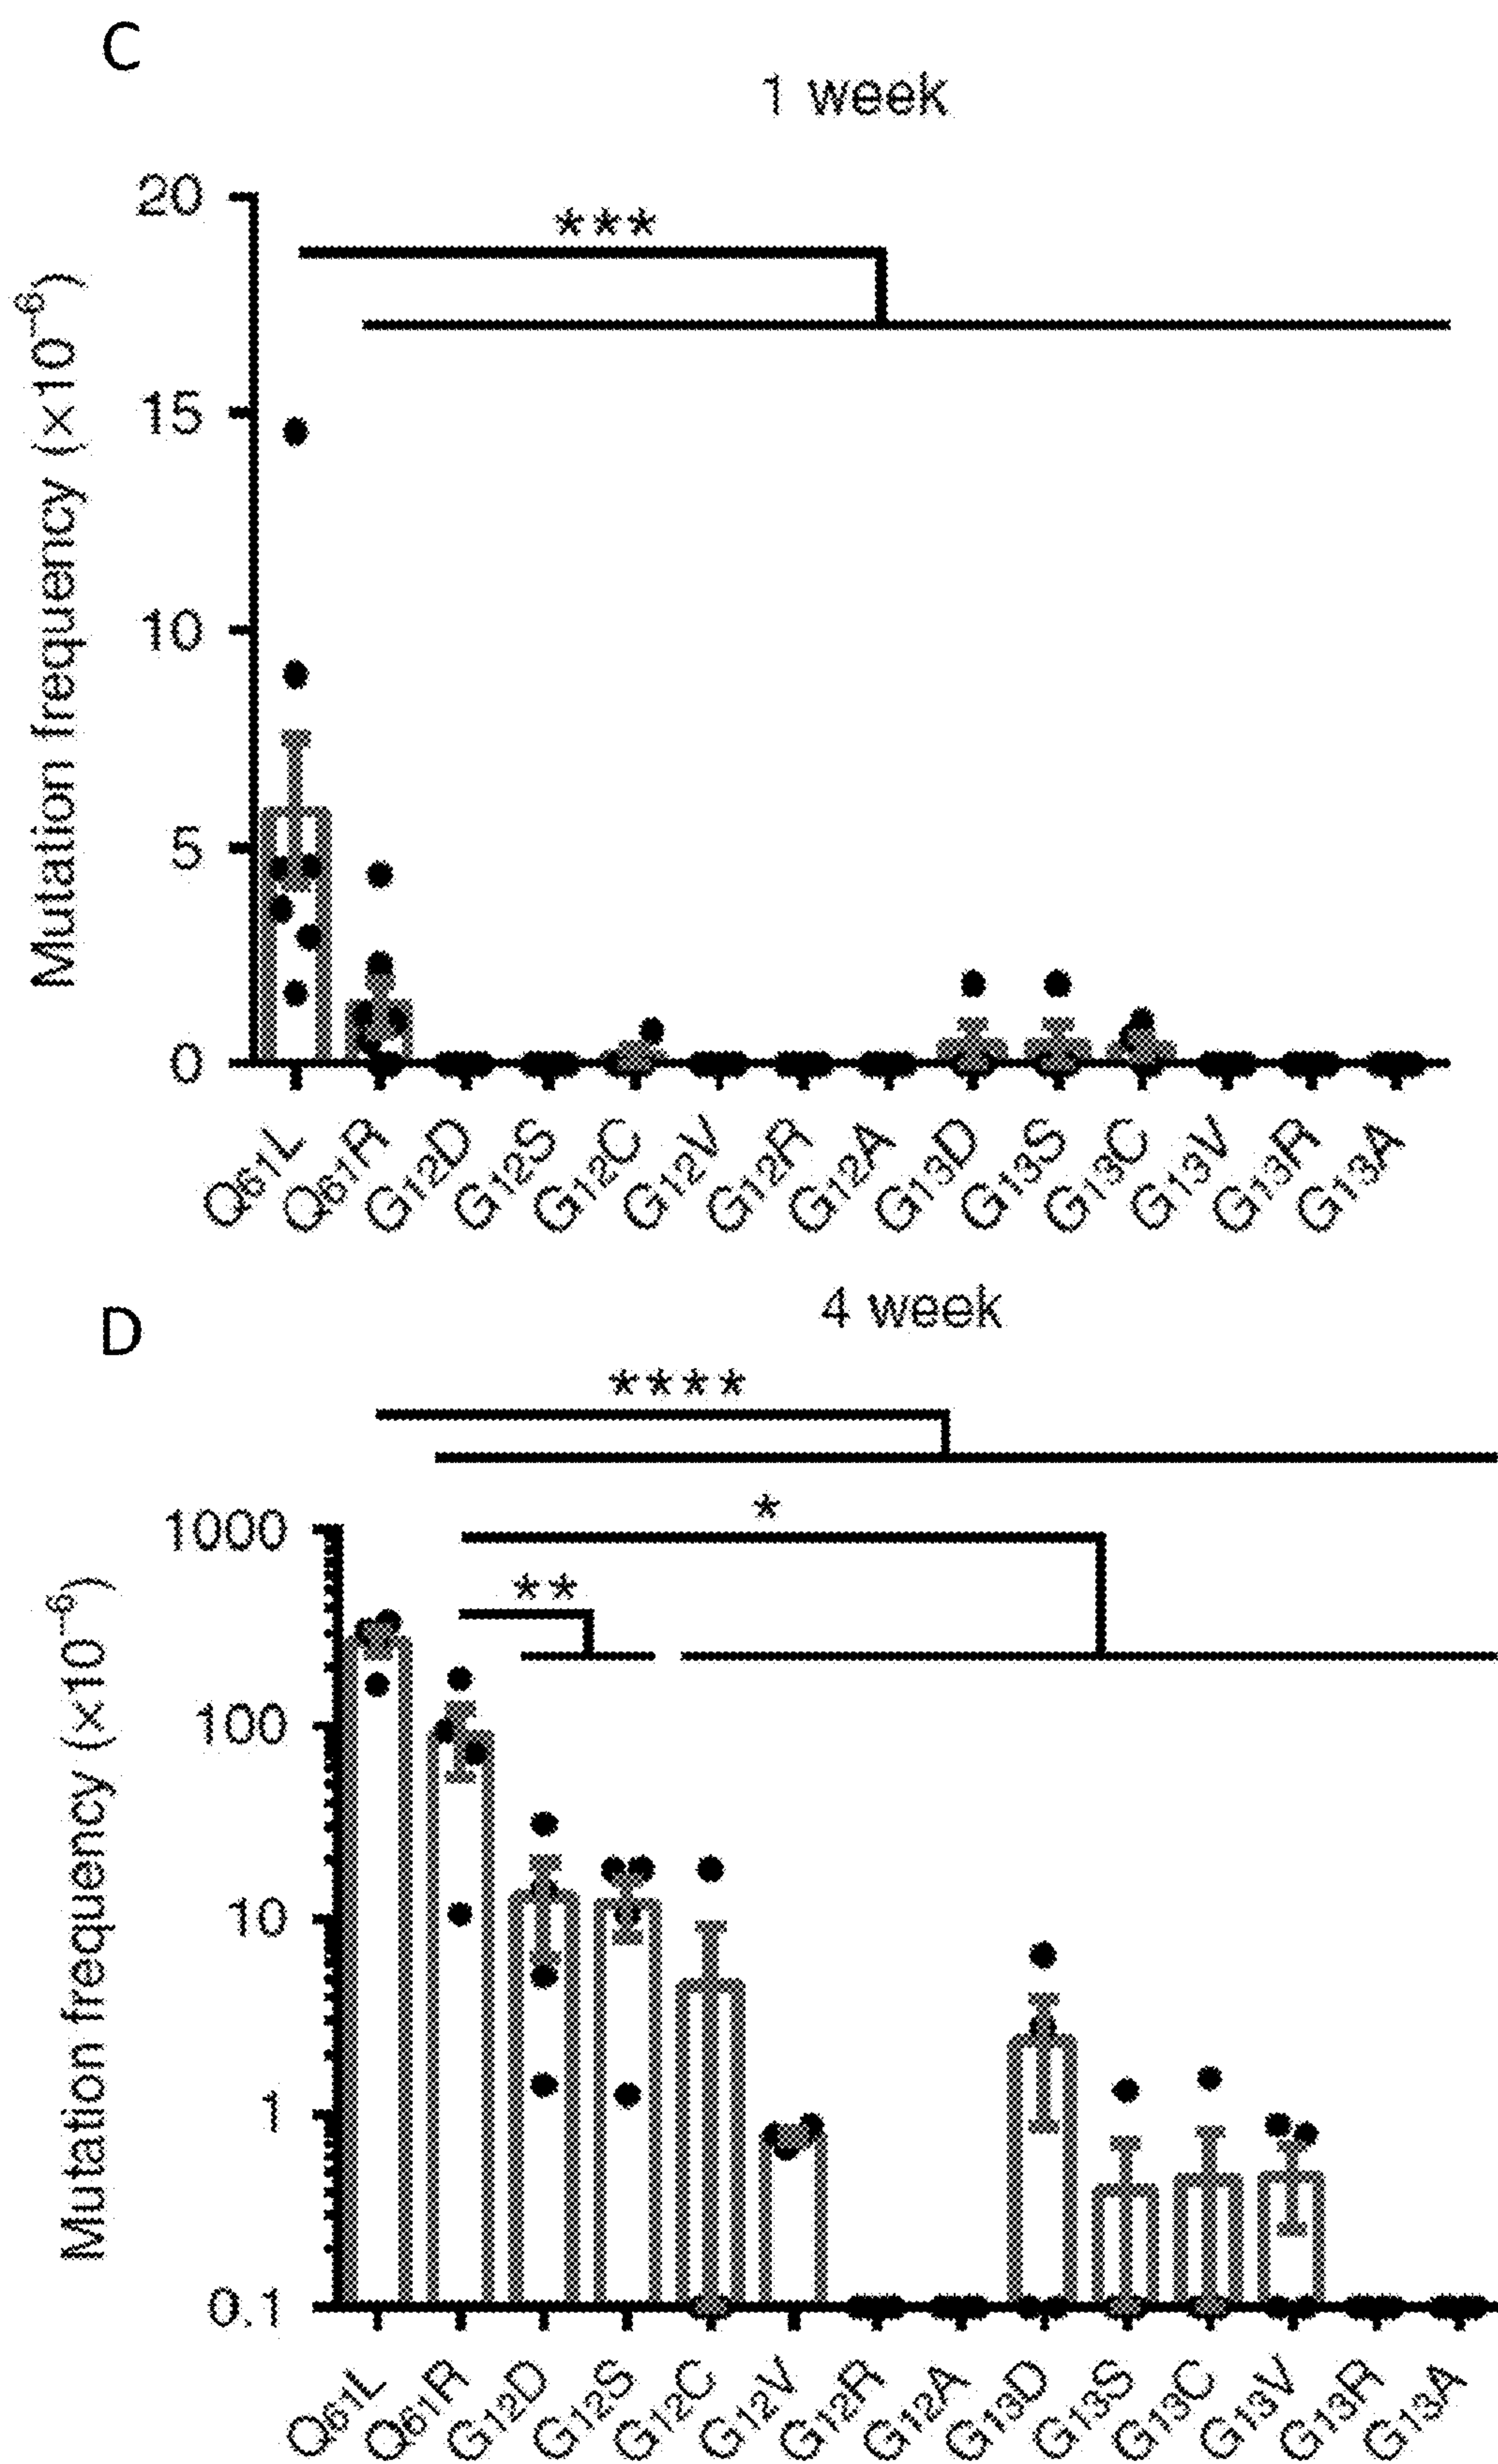 C
1 week
Mutation frequency (×10⁻⁶)
20
15
10
5
0
***
Q61L Q61R G12D G12S G12C G12V G12R G12A G13D G13S G13C G13V G13R G13A
D
4 week
****
*
**
Mutation frequency (×10⁻⁶)
1000
100
10
1
0.1
Q61L Q61R G12D G12S G12C G12V G12R G12A G13D G13S G13C G13V G13R G13A